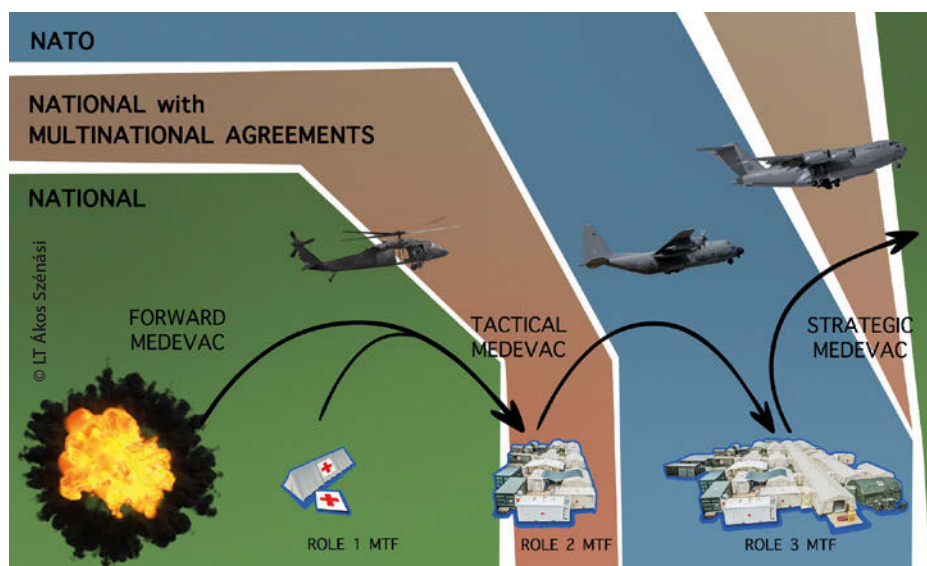 NATO
NATIONAL with
MULTINATIONAL AGREEMENTS
NATIONAL
© LT Ákos Szénási
FORWARD
MEDEVAC
TACTICAL
MEDEVAC
STRATEGIC
MEDEVAC
ROLE 1 MTF
ROLE 2 MTF
ROLE 3 MTF